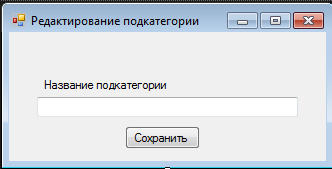 Редактирование подкатегории
Название подкатегории
Сохранить